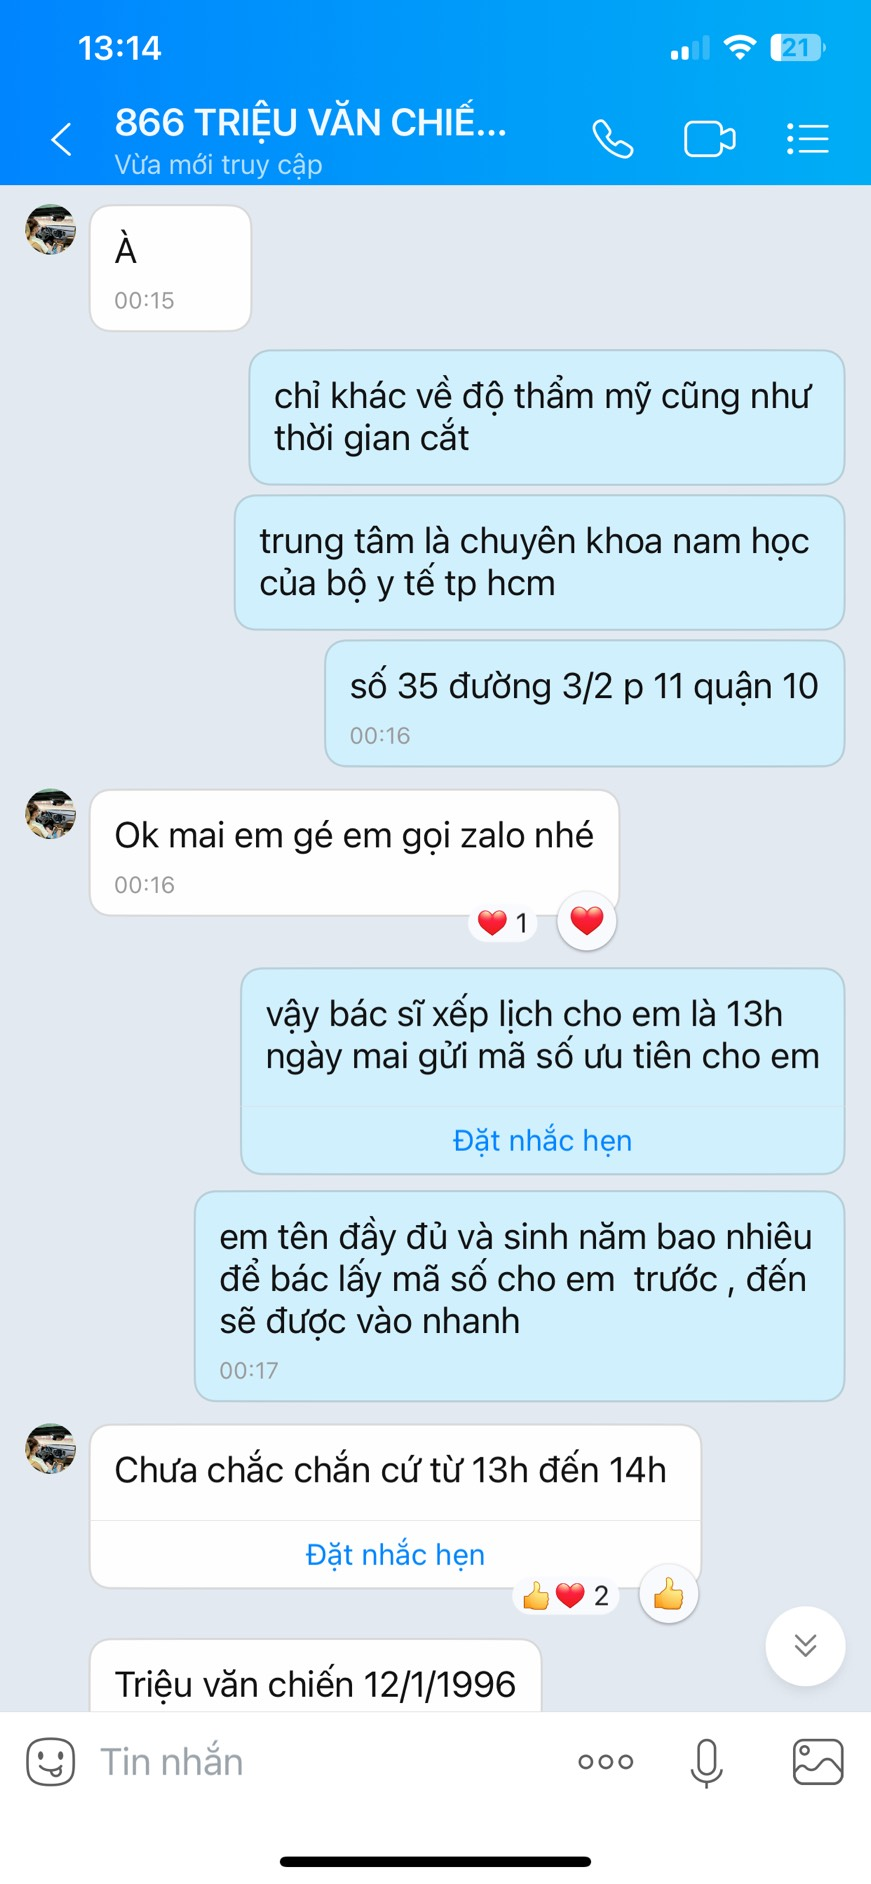 13:14
21
866 TRIỆU VĂN CHIẾ...
Vừa mới truy cập
À
00:15
chỉ khác về độ thẩm mỹ cũng như
thời gian cắt
trung tâm là chuyên khoa nam học
của bộ y tế tp hcm
số 35 đường 3/2 p 11 quận 10
00:16
Ok mai em gé em gọi zalo nhé
00:16
1
vậy bác sĩ xếp lịch cho em là 13h
ngày mai gửi mã số ưu tiên cho em
Đặt nhắc hẹn
em tên đầy đủ và sinh năm bao nhiêu
để bác lấy mã số cho em  trước , đến
sẽ được vào nhanh
00:17
Chưa chắc chắn cứ từ 13h đến 14h
Đặt nhắc hẹn
2
Triệu văn chiến 12/1/1996
Tin nhắn